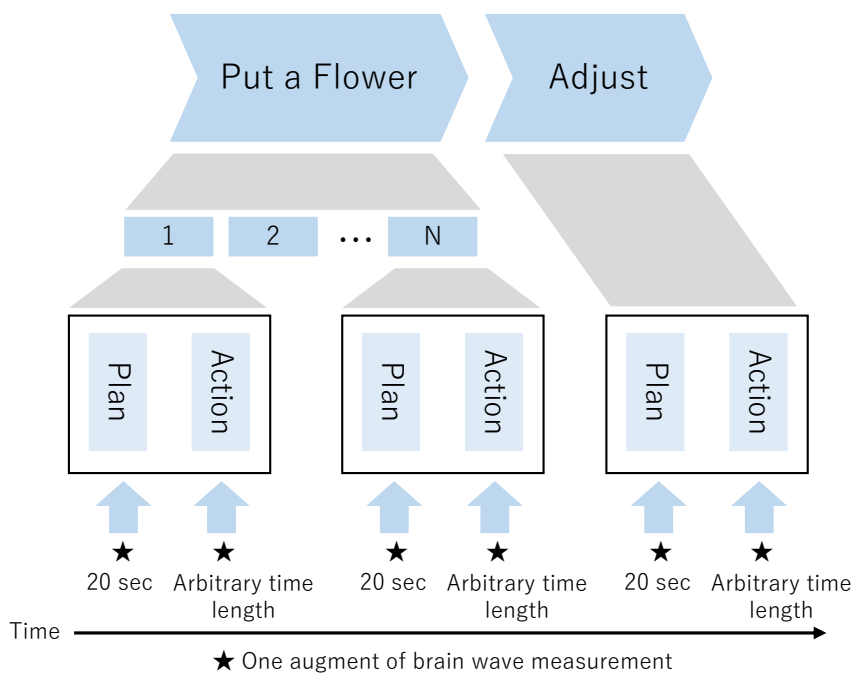 Put a Flower
Adjust
1
2
...
N
Plan
Action
Plan
Action
Plan
Action
★
★
★
★
★
★
20 sec
Arbitrary time
length
20 sec
Arbitrary time
length
20 sec
Arbitrary time
length
Time
★ One augment of brain wave measurement